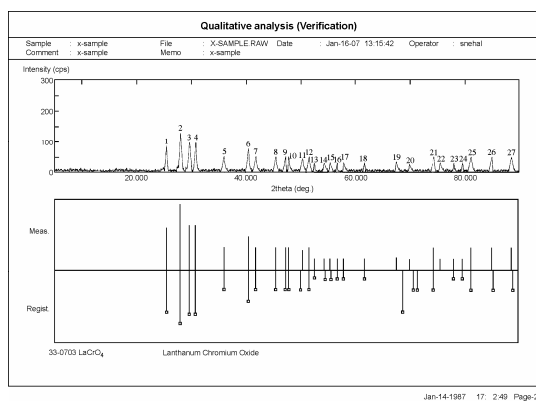 Qualitative analysis (Verification)
Sample : x-sample File : X-SAMPLE.RAW Date : Jan-16-07 13:15:42 Operator : snehal
Comment : x-sample Memo : x-sample
Intensity (cps)
300
200
100
0
1 2 3 4 5 6 7 8 9 10 11 12 13 14 15 16 17 18 19 20 21 22 23 24 25 26 27
20.000 40.000 60.000 80.000
2theta (deg.)
Meas.
Regist.
33-0703 LaCrO4 Lanthanum Chromium Oxide
Jan-14-1987 17: 2:49 Page-2